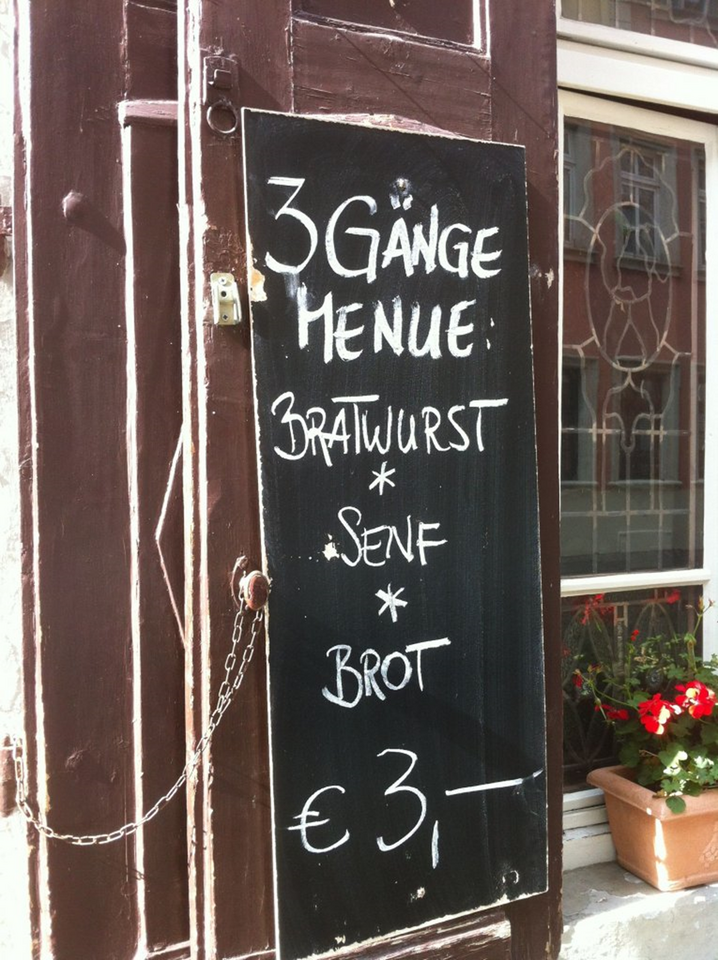 3 GÄNGE
MENUE:
BRATWURST
*
SENF
*
BROT
€ 3,—